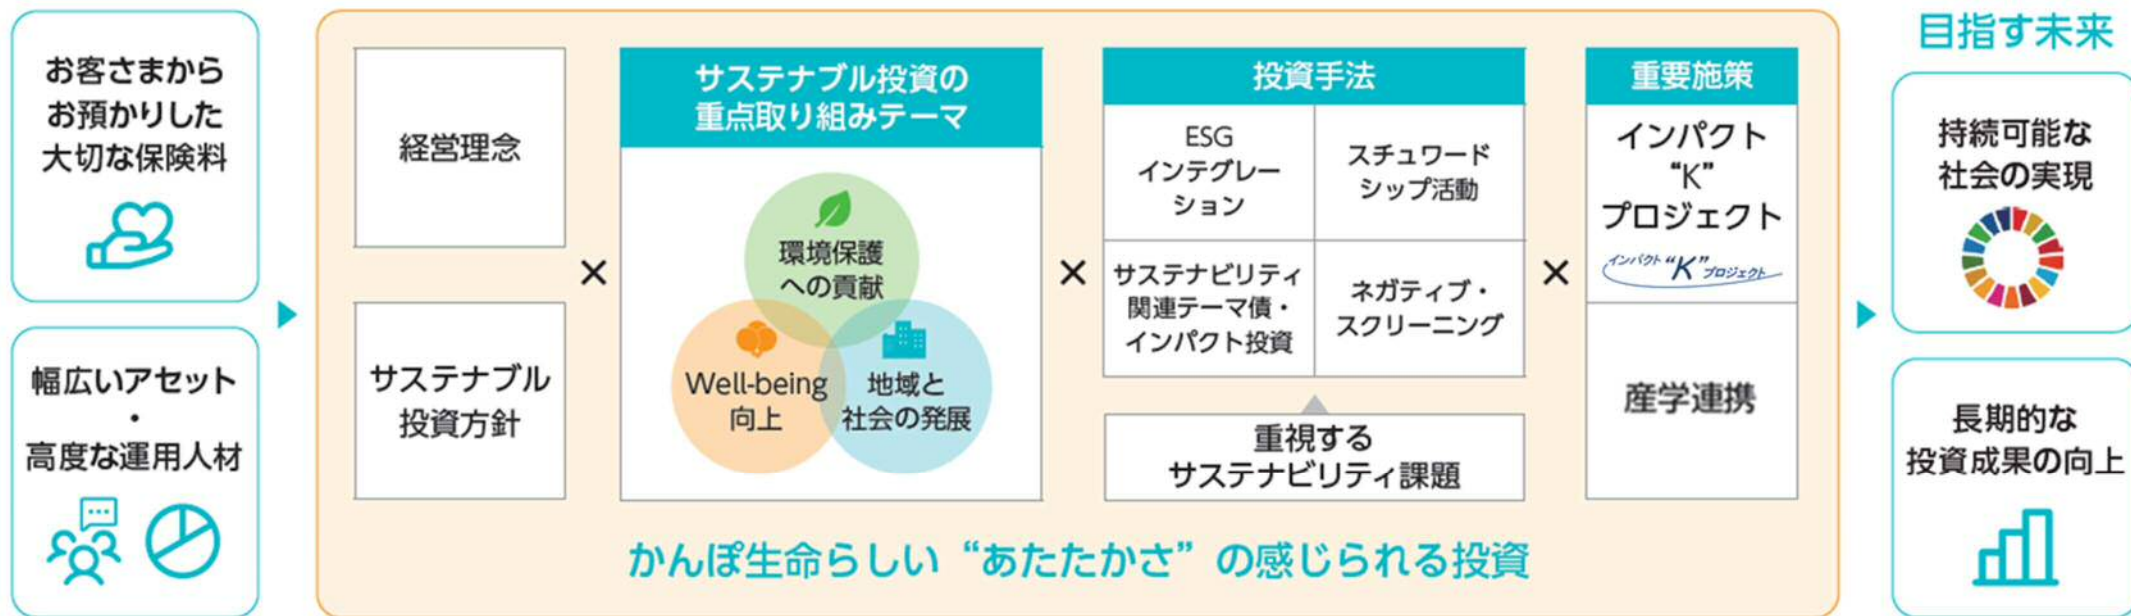 お客さまから
お預かりした
大切な保険料
幅広いアセット
・
高度な運用人材
経営理念
サステナブル
投資方針
×
サステナブル投資の
重点取り組みテーマ
環境保護
への貢献
Well-being
向上
地域と
社会の発展
×
投資手法
ESG
インテグレー
ション
スチュワード
シップ活動
サステナビリティ
関連テーマ債・
インパクト投資
ネガティブ・
スクリーニング
重視する
サステナビリティ課題
×
重要施策
インパクト
“K”
プロジェクト
インパクト“K”プロジェクト
産学連携
かんぽ生命らしい“あたたかさ”の感じられる投資
目指す未来
持続可能な
社会の実現
長期的な
投資成果の向上